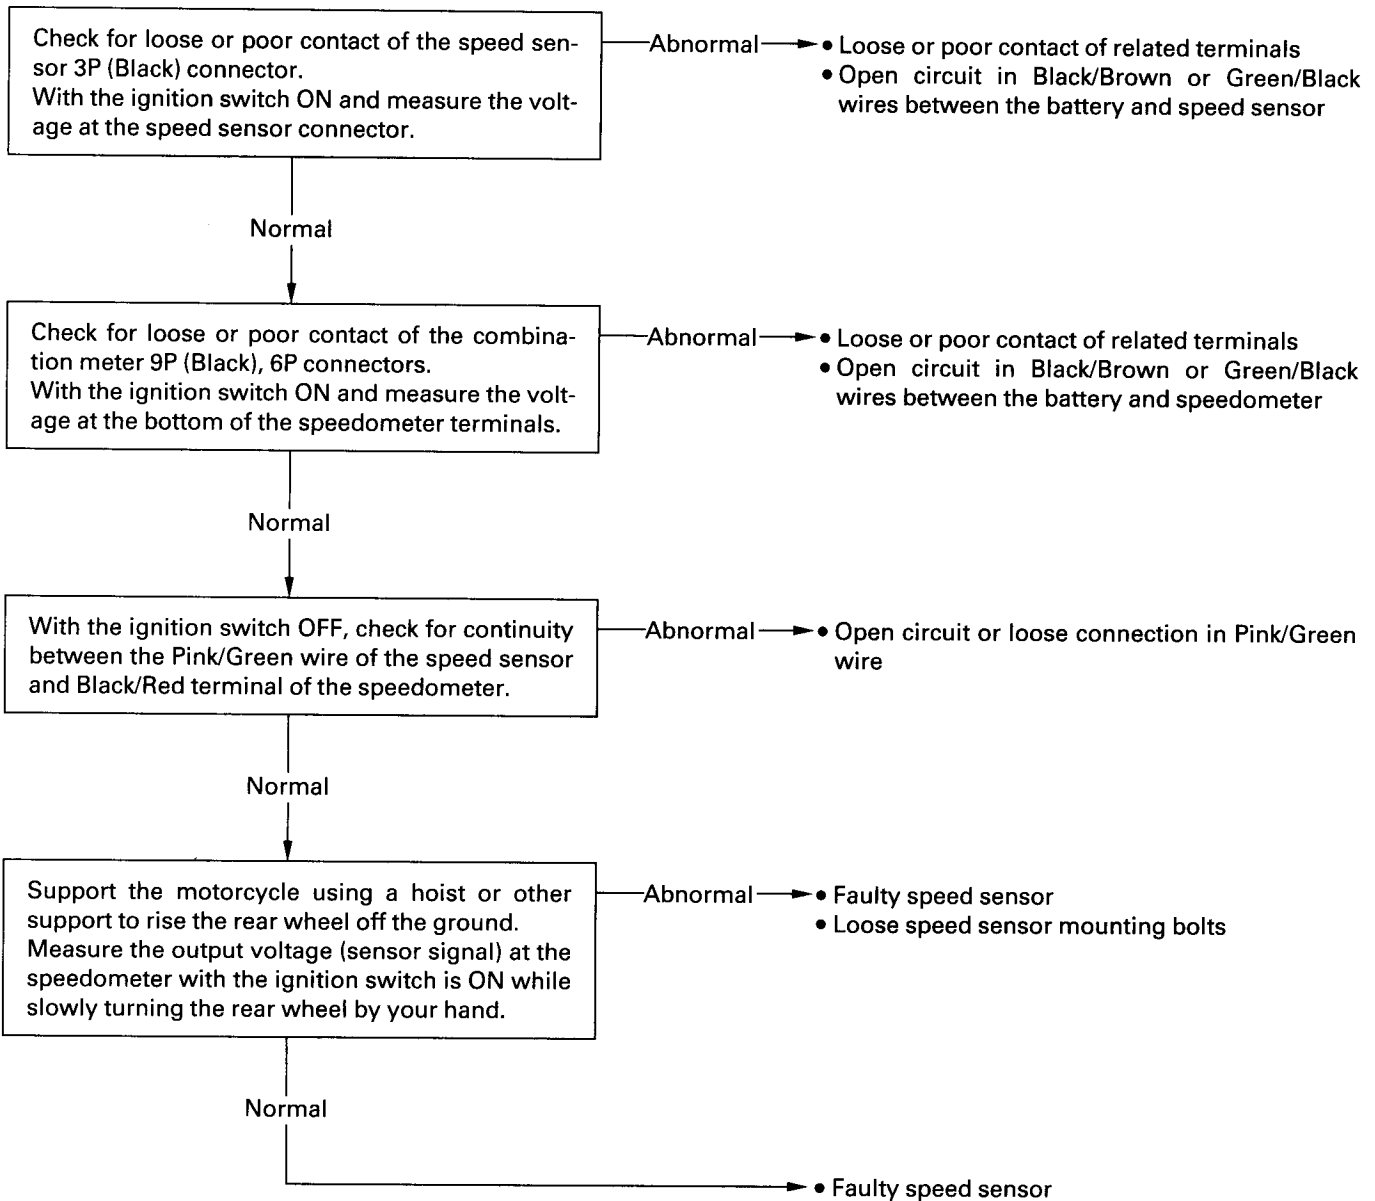 Check for loose or poor contact of the speed sen-
sor 3P (Black) connector.
With the ignition switch ON and measure the volt-
age at the speed sensor connector.
Abnormal
• Loose or poor contact of related terminals
• Open circuit in Black/Brown or Green/Black
wires between the battery and speed sensor
Normal
Check for loose or poor contact of the combina-
tion meter 9P (Black), 6P connectors.
With the ignition switch ON and measure the volt-
age at the bottom of the speedometer terminals.
Abnormal
• Loose or poor contact of related terminals
• Open circuit in Black/Brown or Green/Black
wires between the battery and speedometer
Normal
With the ignition switch OFF, check for continuity
between the Pink/Green wire of the speed sensor
and Black/Red terminal of the speedometer.
Abnormal
• Open circuit or loose connection in Pink/Green
wire
Normal
Support the motorcycle using a hoist or other
support to rise the rear wheel off the ground.
Measure the output voltage (sensor signal) at the
speedometer with the ignition switch is ON while
slowly turning the rear wheel by your hand.
Abnormal
• Faulty speed sensor
• Loose speed sensor mounting bolts
Normal
• Faulty speed sensor